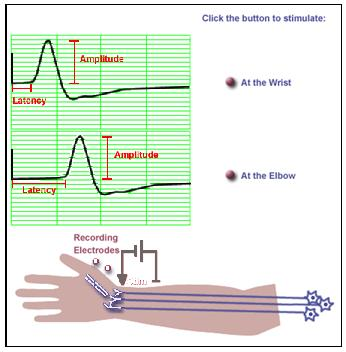 Click the button to stimulate:
Amplitude
Latency
At the Wrist
Amplitude
Latency
At the Elbow
Recording
Electrodes